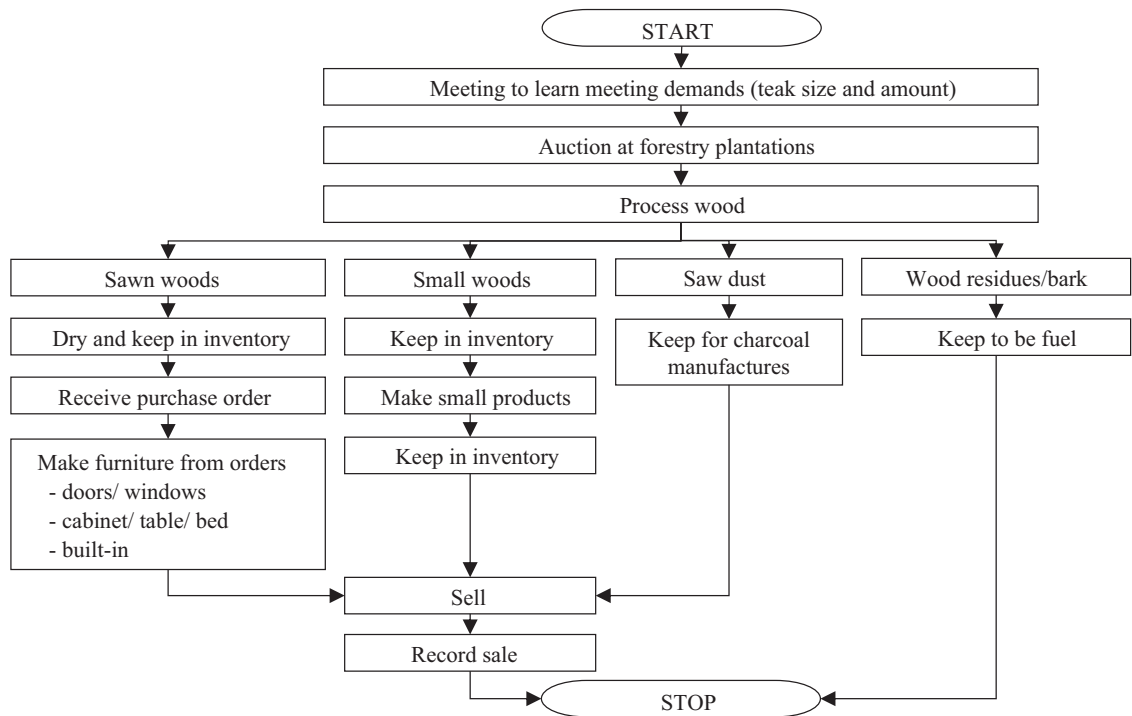 START
Meeting to learn meeting demands (teak size and amount)
Auction at forestry plantations
Process wood
Sawn woods
Small woods
Saw dust
Wood residues/bark
Dry and keep in inventory
Keep in inventory
Keep for charcoal
manufactures
Keep to be fuel
Receive purchase order
Make small products
Make furniture from orders
- doors/ windows
- cabinet/ table/ bed
- built-in
Keep in inventory
Sell
Record sale
STOP